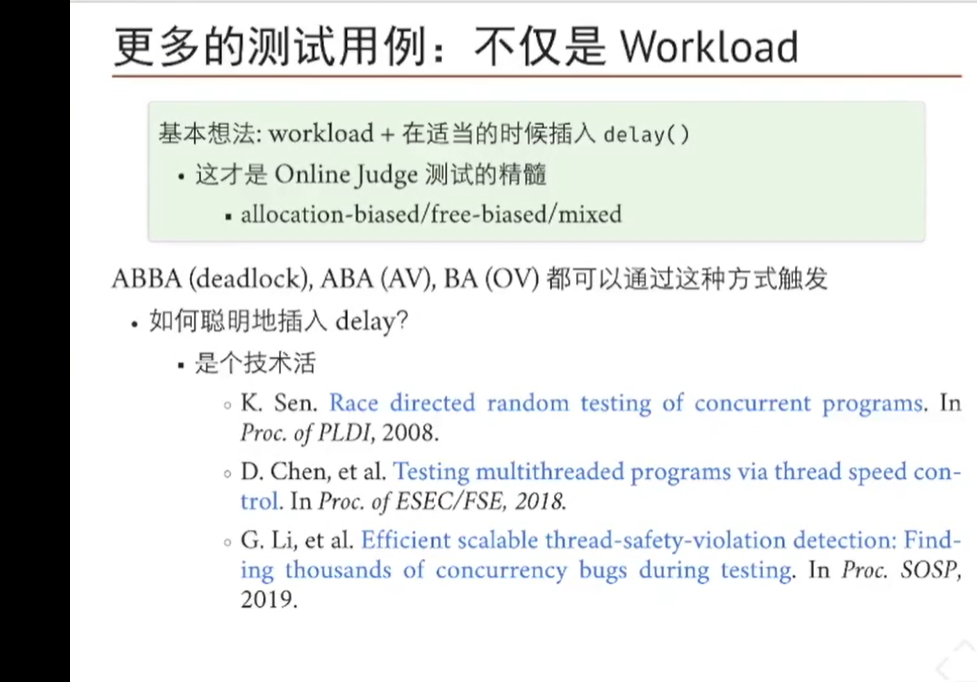 更多的测试用例：不仅是 Workload
基本想法: workload + 在适当的时候插入 delay()
• 这才是 Online Judge 测试的精髓
▪ allocation-biased/free-biased/mixed
ABBA (deadlock), ABA (AV), BA (OV) 都可以通过这种方式触发
• 如何聪明地插入 delay?
▪ 是个技术活
◦ K. Sen. Race directed random testing of concurrent programs. In
Proc. of PLDI, 2008.
◦ D. Chen, et al. Testing multithreaded programs via thread speed con-
trol. In Proc. of ESEC/FSE, 2018.
◦ G. Li, et al. Efficient scalable thread-safety-violation detection: Find-
ing thousands of concurrency bugs during testing. In Proc. SOSP,
2019.